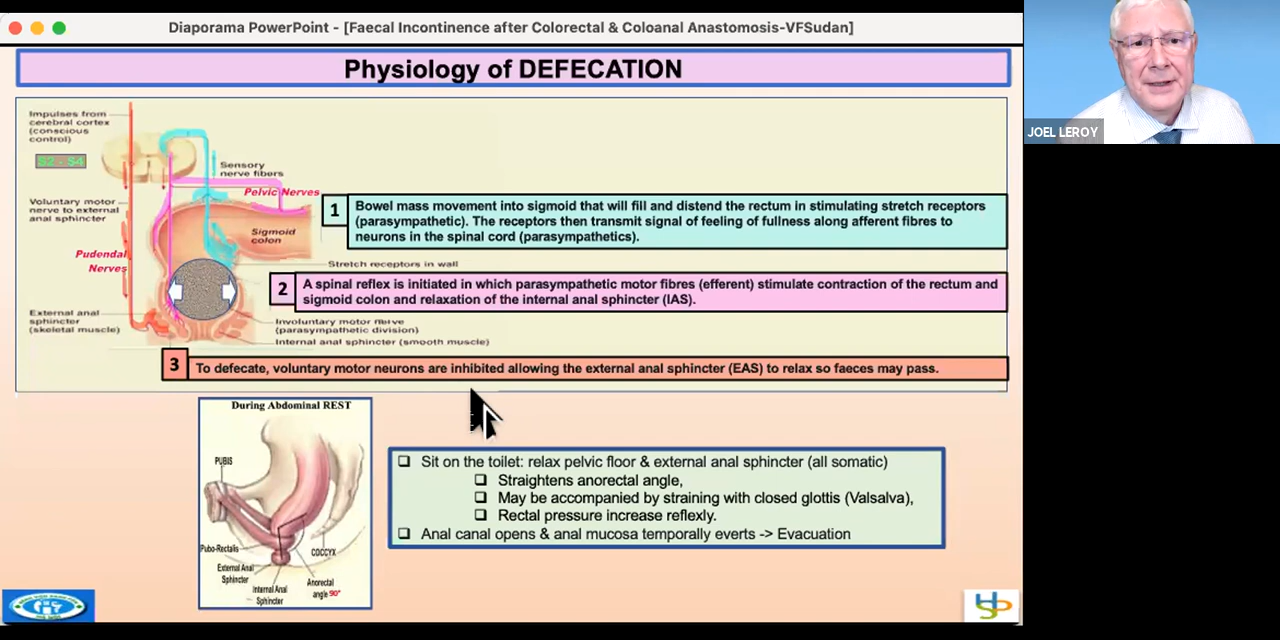 Diaporama PowerPoint - [Faecal Incontinence after Colorectal & Coloanal Anastomosis-VFSudan]
JOEL LEROY
Physiology of DEFECATION
Impulses from
cerebral cortex
(conscious
control)
S2 - S4
Sensory
nerve fibers
Pelvic Nerves
Voluntary motor
nerve to external
anal sphincter
Sigmoid
colon
Pudendal
Nerves
Stretch receptors in wall
External anal
sphincter
(skeletal muscle)
Involuntary motor nerve
(parasympathetic division)
Internal anal sphincter (smooth muscle)
1
Bowel mass movement into sigmoid that will fill and distend the rectum in stimulating stretch receptors
(parasympathetic). The receptors then transmit signal of feeling of fullness along afferent fibres to
neurons in the spinal cord (parasympathetics).
2
A spinal reflex is initiated in which parasympathetic motor fibres (efferent) stimulate contraction of the rectum and
sigmoid colon and relaxation of the internal anal sphincter (IAS).
3
To defecate, voluntary motor neurons are inhibited allowing the external anal sphincter (EAS) to relax so faeces may pass.
During Abdominal REST
PUBIS
Pubo-Rectalis
COCCYX
External Anal
Sphincter
Internal Anal
Sphincter
Anorectal
angle 90°
Sit on the toilet: relax pelvic floor & external anal sphincter (all somatic)
Straightens anorectal angle,
May be accompanied by straining with closed glottis (Valsalva),
Rectal pressure increase reflexly.
Anal canal opens & anal mucosa temporally everts -> Evacuation